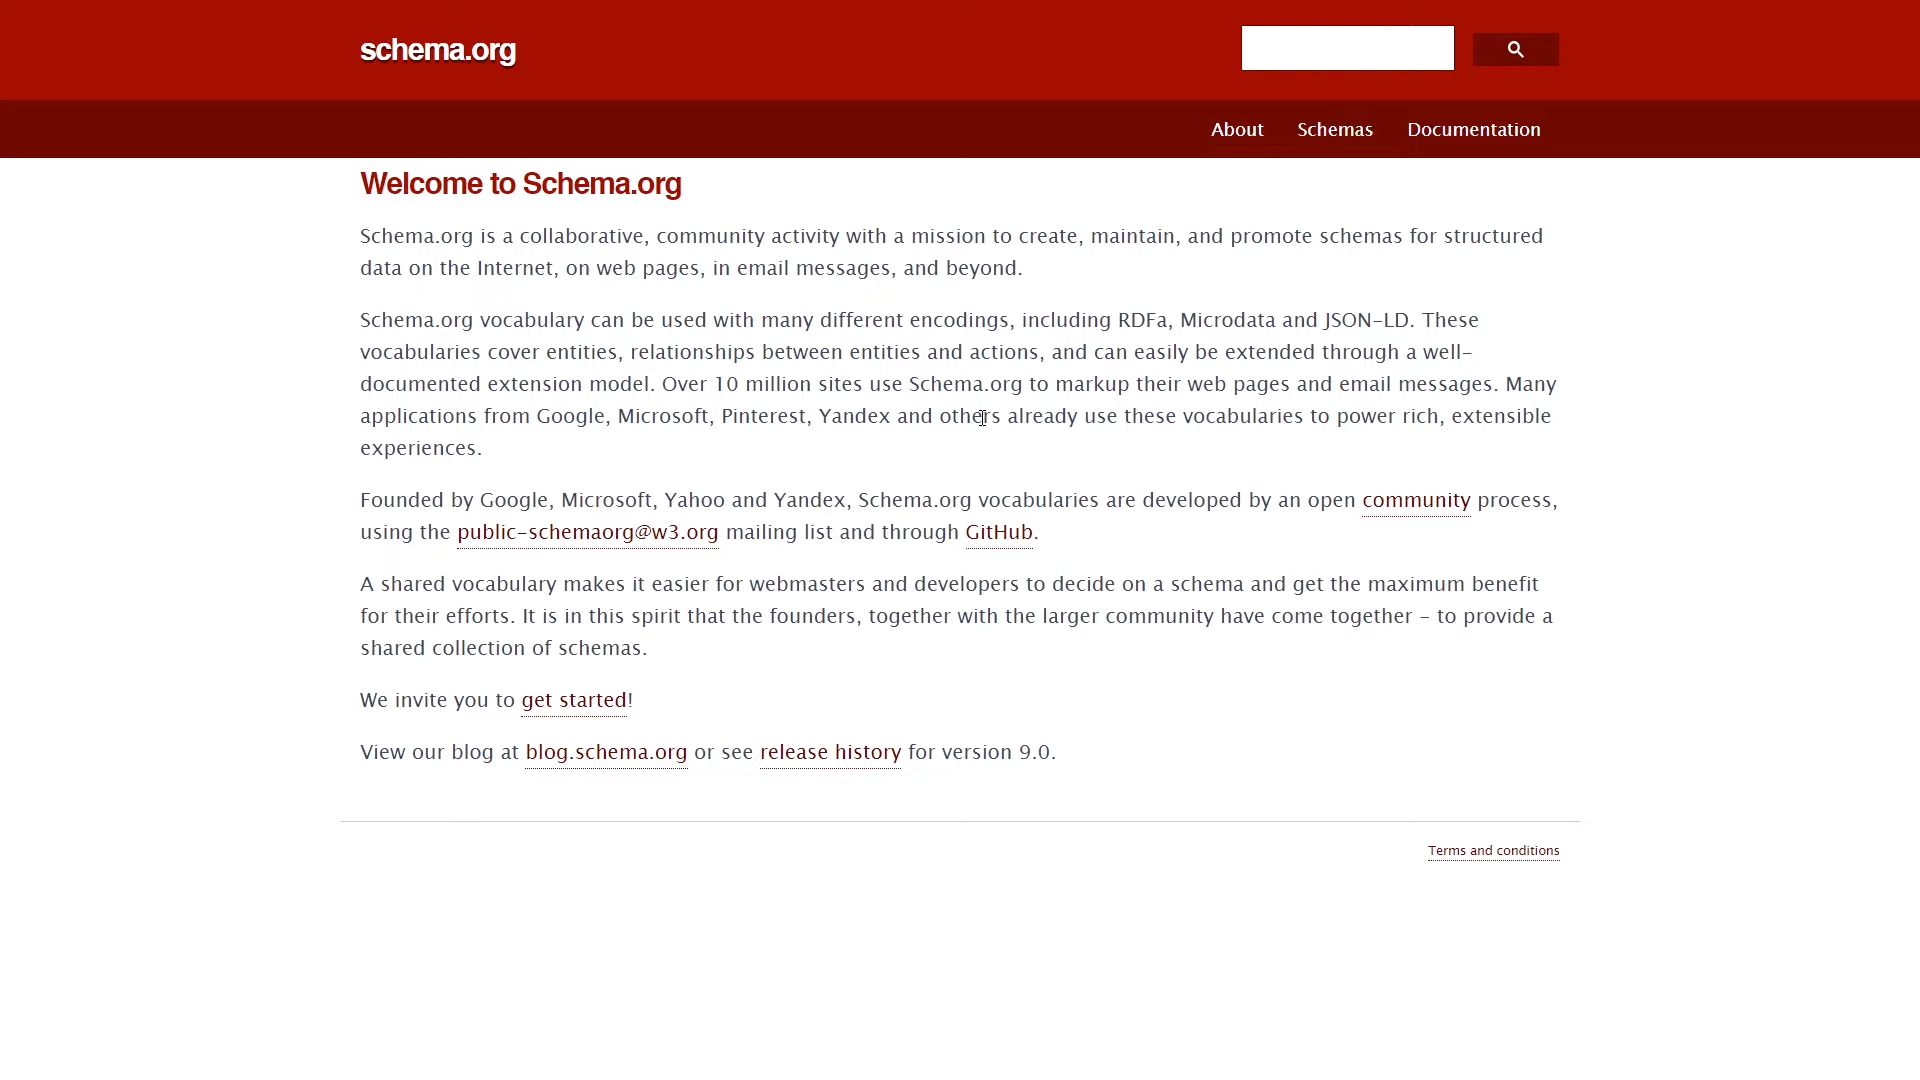 schema.org
About Schemas Documentation
Welcome to Schema.org
Schema.org is a collaborative, community activity with a mission to create, maintain, and promote schemas for structured
data on the Internet, on web pages, in email messages, and beyond.
Schema.org vocabulary can be used with many different encodings, including RDFa, Microdata and JSON-LD. These
vocabularies cover entities, relationships between entities and actions, and can easily be extended through a well-
documented extension model. Over 10 million sites use Schema.org to markup their web pages and email messages. Many
applications from Google, Microsoft, Pinterest, Yandex and others already use these vocabularies to power rich, extensible
experiences.
Founded by Google, Microsoft, Yahoo and Yandex, Schema.org vocabularies are developed by an open community process,
using the public-schemaorg@w3.org mailing list and through GitHub.
A shared vocabulary makes it easier for webmasters and developers to decide on a schema and get the maximum benefit
for their efforts. It is in this spirit that the founders, together with the larger community have come together - to provide a
shared collection of schemas.
We invite you to get started!
View our blog at blog.schema.org or see release history for version 9.0.
Terms and conditions